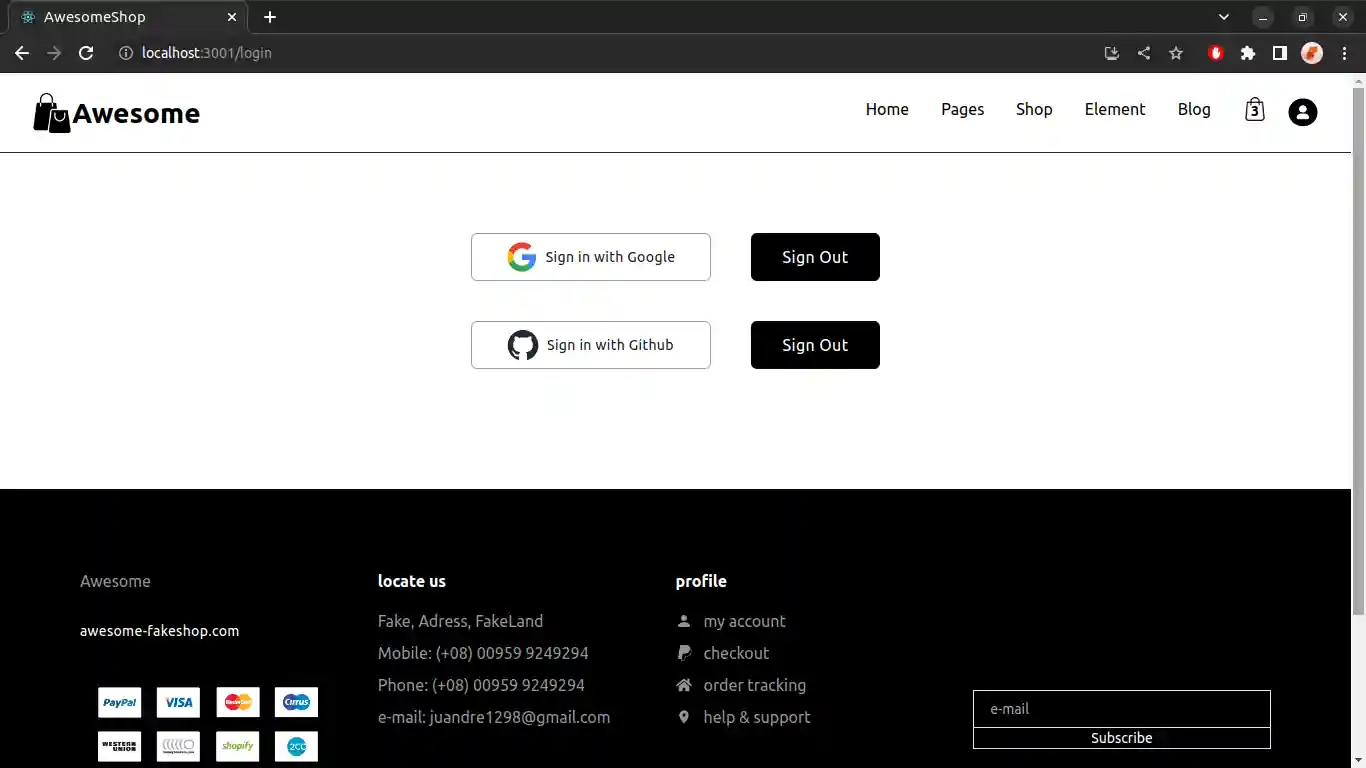 AwesomeShop
localhost:3001/login
Awesome
Home Pages Shop Element Blog 3
Sign in with Google Sign Out
Sign in with Github Sign Out
Awesome
awesome-fakeshop.com
PayPal VISA MasterCard Cirrus
WESTERN UNION shopify 2CO
locate us
Fake, Adress, FakeLand
Mobile: (+08) 00959 9249294
Phone: (+08) 00959 9249294
e-mail: juandre1298@gmail.com
profile
my account
checkout
order tracking
help & support
e-mail
Subscribe